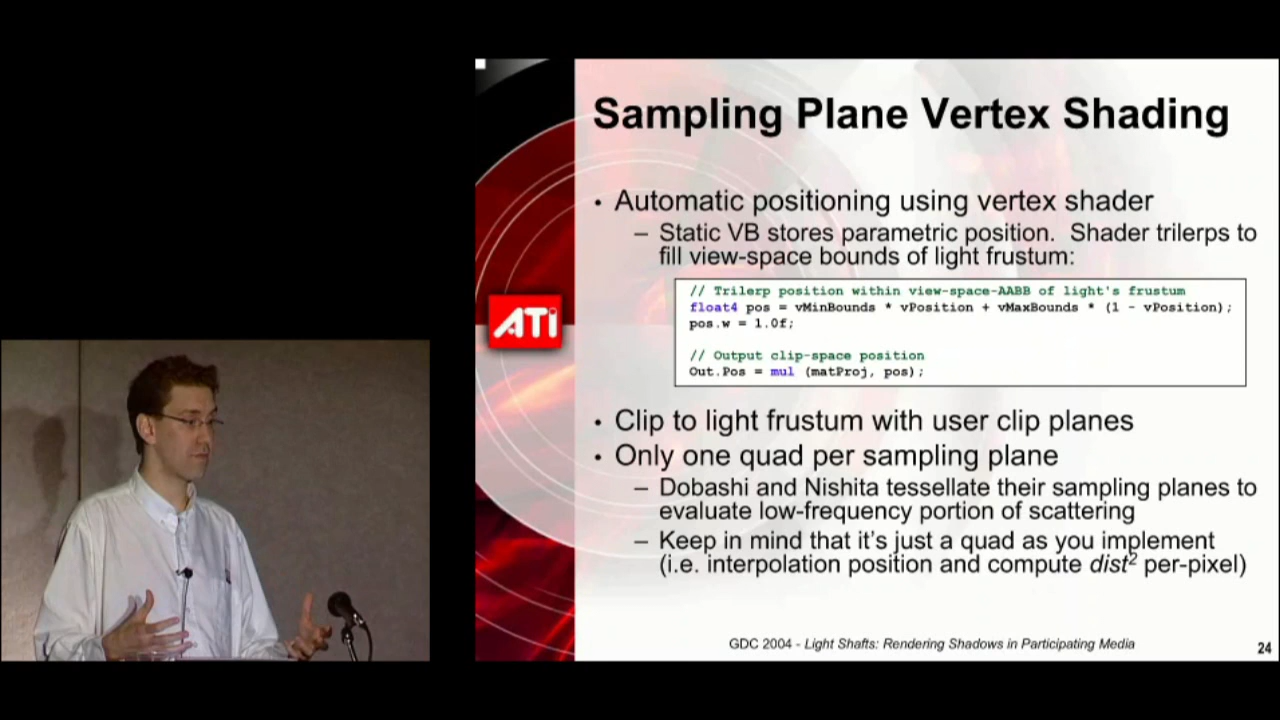 Sampling Plane Vertex Shading
• Automatic positioning using vertex shader
– Static VB stores parametric position. Shader trilerps to
fill view-space bounds of light frustum:
// Trilerp position within view-space-AABB of light's frustum
float4 pos = vMinBounds * vPosition + vMaxBounds * (1 - vPosition);
pos.w = 1.0f;
// Output clip-space position
Out.Pos = mul (matProj, pos);
ATI
• Clip to light frustum with user clip planes
• Only one quad per sampling plane
– Dobashi and Nishita tessellate their sampling planes to
evaluate low-frequency portion of scattering
– Keep in mind that it's just a quad as you implement
(i.e. interpolation position and compute dist² per-pixel)
GDC 2004 - Light Shafts: Rendering Shadows in Participating Media
24